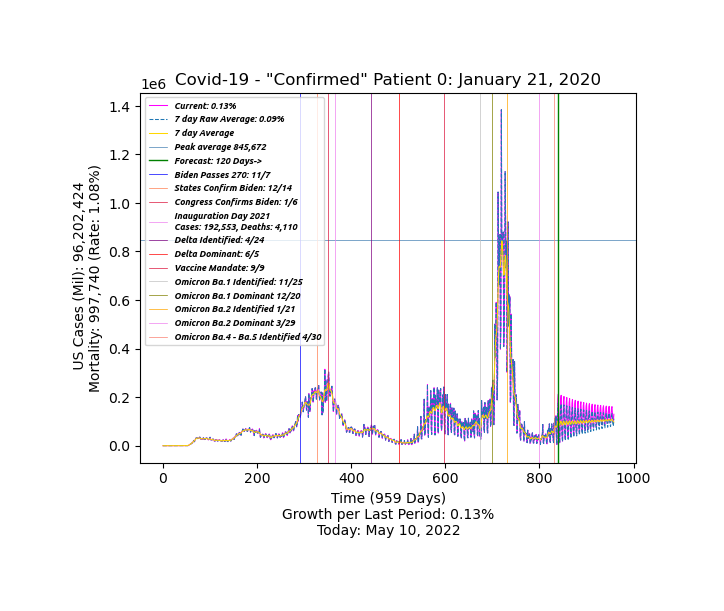 Covid-19 - "Confirmed" Patient 0: January 21, 2020
1e6
1.4
1.2
1.0
0.8
0.6
0.4
0.2
0.0
US Cases (Mil): 96,202,424
Mortality: 997,740 (Rate: 1.08%)
Current: 0.13%
7 day Raw Average: 0.09%
7 day Average
Peak average 845,672
Forecast: 120 Days->
Biden Passes 270: 11/7
States Confirm Biden: 12/14
Congress Confirms Biden: 1/6
Inauguration Day 2021
Cases: 192,553, Deaths: 4,110
Delta Identified: 4/24
Delta Dominant: 6/5
Vaccine Mandate: 9/9
Omicron Ba.1 Identified: 11/25
Omicron Ba.1 Dominant 12/20
Omicron Ba.2 Identified 1/21
Omicron Ba.2 Dominant 3/29
Omicron Ba.4 - Ba.5 Identified 4/30
0 200 400 600 800 1000
Time (959 Days)
Growth per Last Period: 0.13%
Today: May 10, 2022